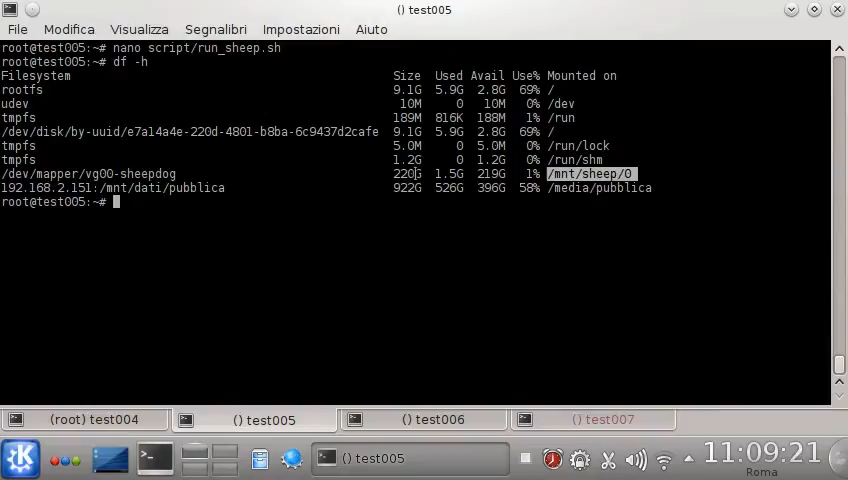 () test005
File Modifica Visualizza Segnalibri Impostazioni Aiuto
root@test005:~# nano script/run_sheep.sh
root@test005:~# df -h
Filesystem Size Used Avail Use% Mounted on
rootfs 9.1G 5.9G 2.8G 69% /
udev 10M 0 10M 0% /dev
tmpfs 189M 816K 188M 1% /run
/dev/disk/by-uuid/e7a14a4e-220d-4801-b8ba-6c9437d2cafe 9.1G 5.9G 2.8G 69% /
tmpfs 5.0M 0 5.0M 0% /run/lock
tmpfs 1.2G 0 1.2G 0% /run/shm
/dev/mapper/vg00-sheepdog 220G 1.5G 219G 1% /mnt/sheep/0
192.168.2.151:/mnt/dati/pubblica 922G 526G 396G 58% /media/pubblica
root@test005:~#
(root) test004 () test005 () test006 () test007
() test005 11:09:21
Roma